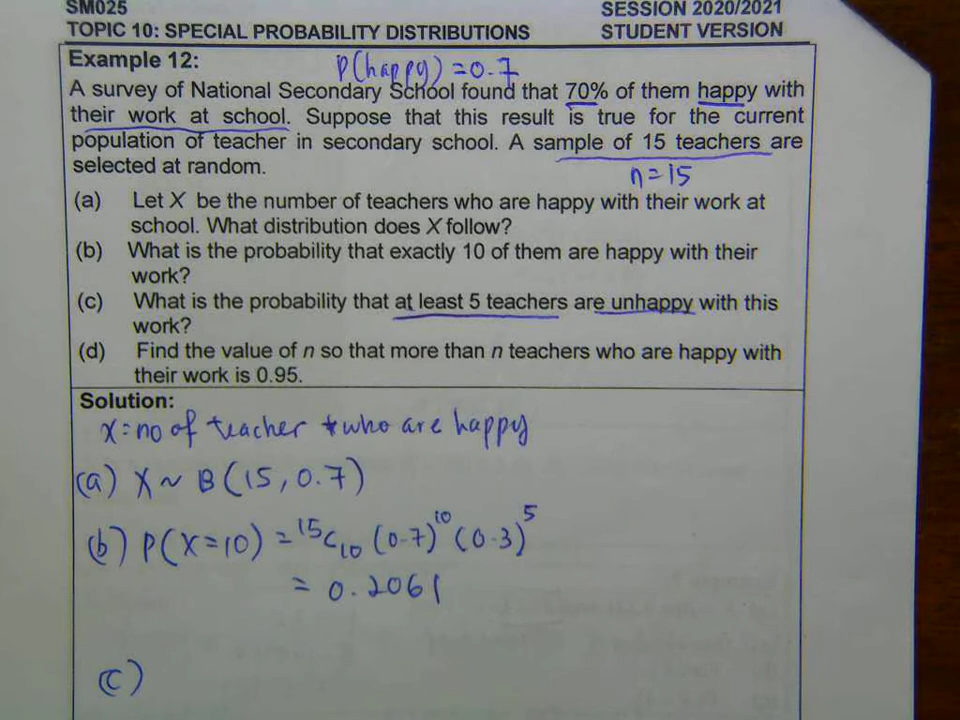 SM025 SESSION 2020/2021
TOPIC 10: SPECIAL PROBABILITY DISTRIBUTIONS STUDENT VERSION
Example 12:
P(happy) = 0.7
A survey of National Secondary School found that 70% of them happy with
their work at school. Suppose that this result is true for the current
population of teacher in secondary school. A sample of 15 teachers are
selected at random.
n = 15
(a) Let X be the number of teachers who are happy with their work at
school. What distribution does X follow?
(b) What is the probability that exactly 10 of them are happy with their
work?
(c) What is the probability that at least 5 teachers are unhappy with this
work?
(d) Find the value of n so that more than n teachers who are happy with
their work is 0.95.
Solution:
X = no of teacher who are happy
(a) X ~ B(15, 0.7)
(b) P(X = 10) = ¹⁵C₁₀ (0.7)¹⁰ (0.3)⁵
= 0.2061
(c)